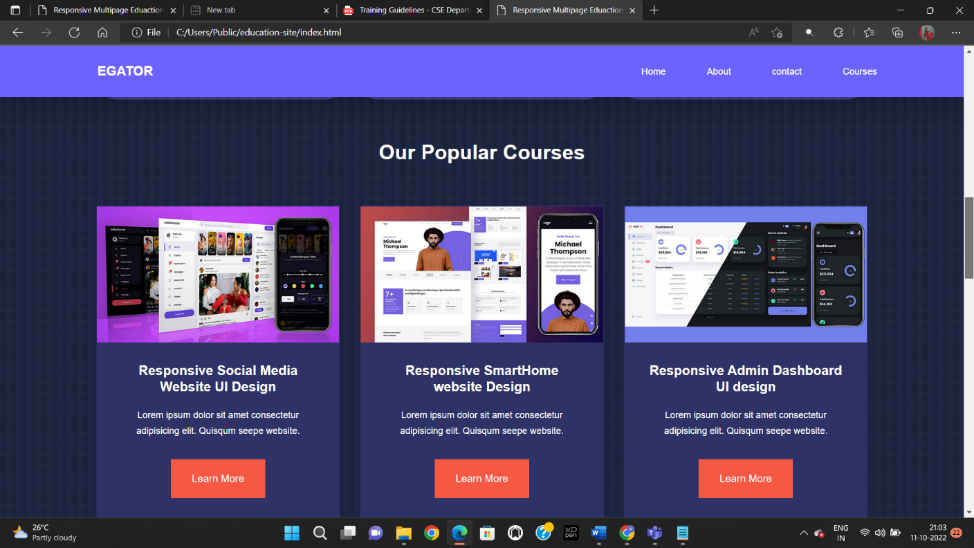 Responsive Multipage Eduaction
New tab
Training Guidelines - CSE Depart
Responsive Multipage Eduaction
File
C:/Users/Public/education-site/index.html
EGATOR
Home
About
contact
Courses
Our Popular Courses
Michael
Thompson
Michael
Thompson
Dashboard
Dashboard
Responsive Social Media
Website UI Design
Responsive SmartHome
website Design
Responsive Admin Dashboard
UI design
Lorem ipsum dolor sit amet consectetur
adipisicing elit. Quisqum seepe website.
Lorem ipsum dolor sit amet consectetur
adipisicing elit. Quisqum seepe website.
Lorem ipsum dolor sit amet consectetur
adipisicing elit. Quisqum seepe website.
Learn More
Learn More
Learn More
26°C
Partly cloudy
ENG
IN
21:03
11-10-2022